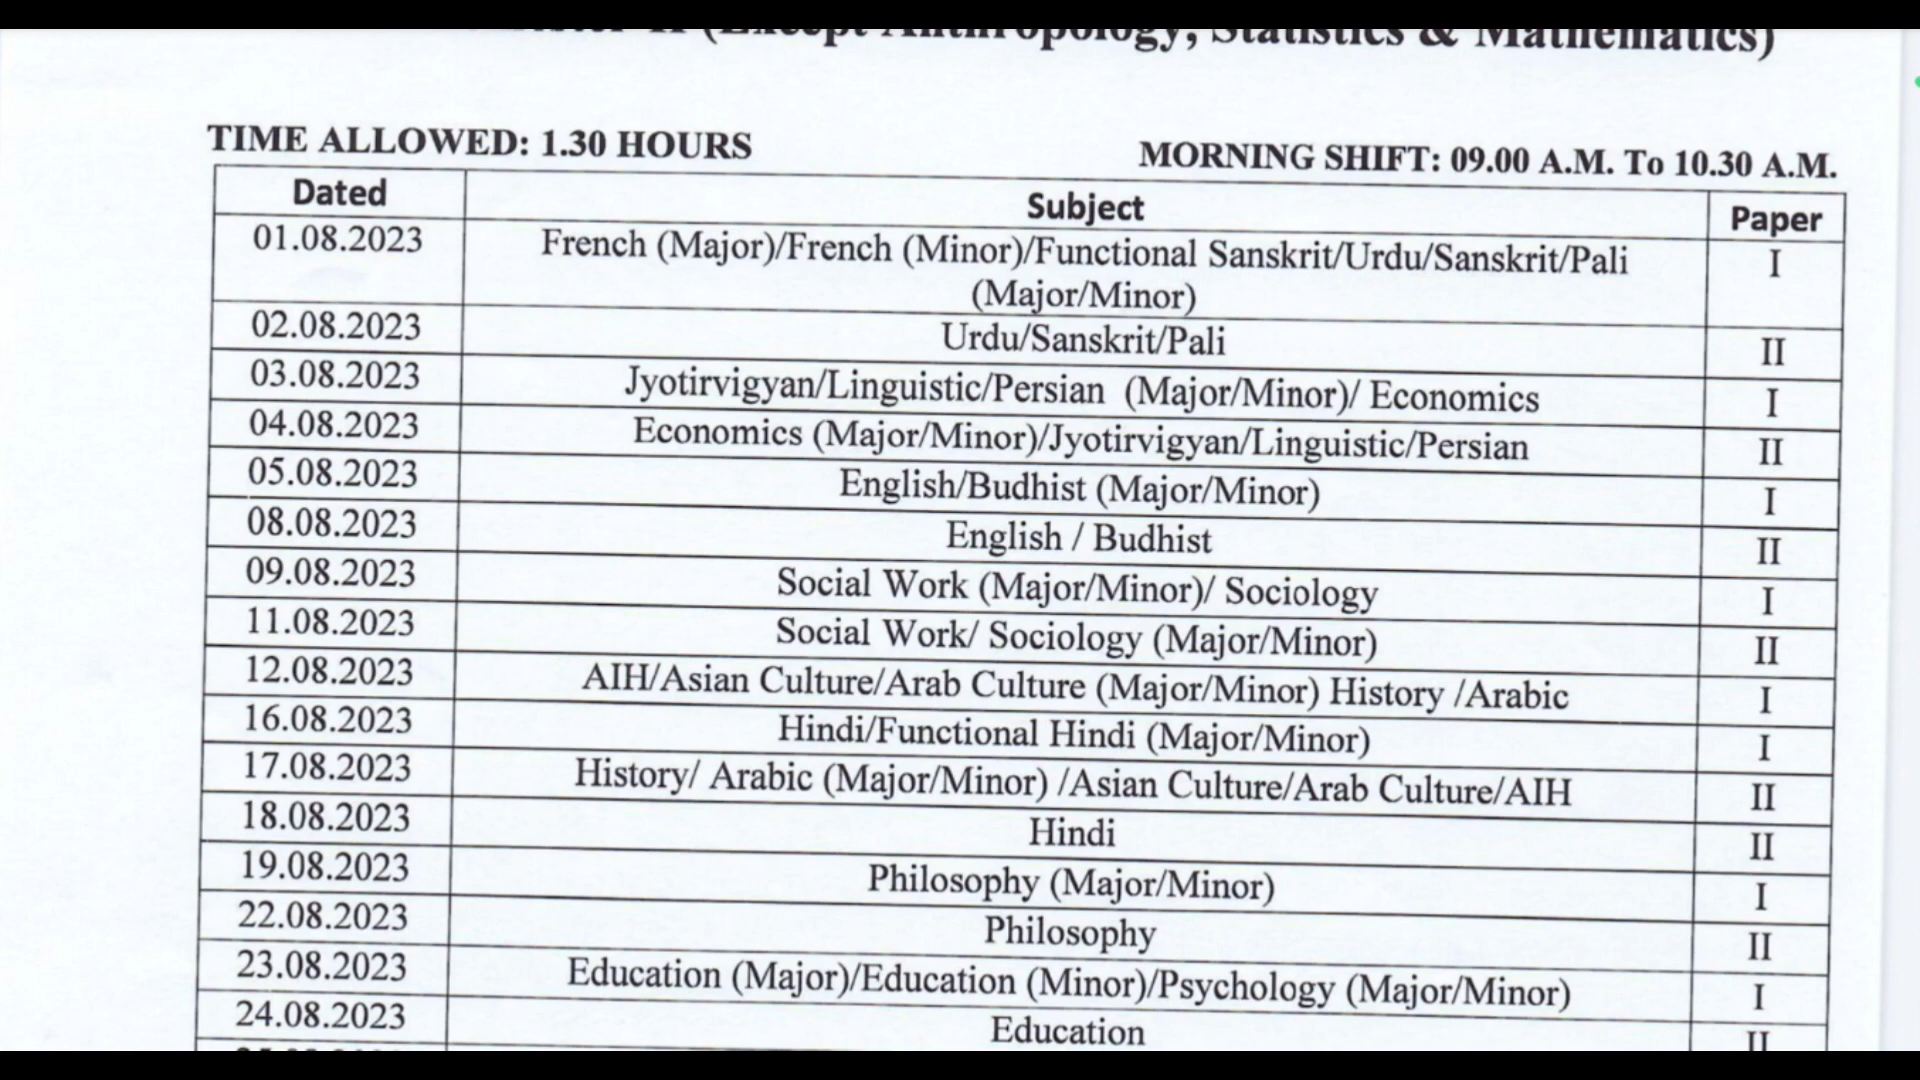 (Except Anthropology, Statistics & Mathematics)
TIME ALLOWED: 1.30 HOURS
MORNING SHIFT: 09.00 A.M. To 10.30 A.M.
Dated Subject Paper
01.08.2023 French (Major)/French (Minor)/Functional Sanskrit/Urdu/Sanskrit/Pali I
(Major/Minor)
02.08.2023 Urdu/Sanskrit/Pali II
03.08.2023 Jyotirvigyan/Linguistic/Persian (Major/Minor)/ Economics I
04.08.2023 Economics (Major/Minor)/Jyotirvigyan/Linguistic/Persian II
05.08.2023 English/Budhist (Major/Minor) I
08.08.2023 English / Budhist II
09.08.2023 Social Work (Major/Minor)/ Sociology I
11.08.2023 Social Work/ Sociology (Major/Minor) II
12.08.2023 AIH/Asian Culture/Arab Culture (Major/Minor) History /Arabic I
16.08.2023 Hindi/Functional Hindi (Major/Minor) I
17.08.2023 History/ Arabic (Major/Minor) /Asian Culture/Arab Culture/AIH II
18.08.2023 Hindi II
19.08.2023 Philosophy (Major/Minor) I
22.08.2023 Philosophy II
23.08.2023 Education (Major)/Education (Minor)/Psychology (Major/Minor) I
24.08.2023 Education II